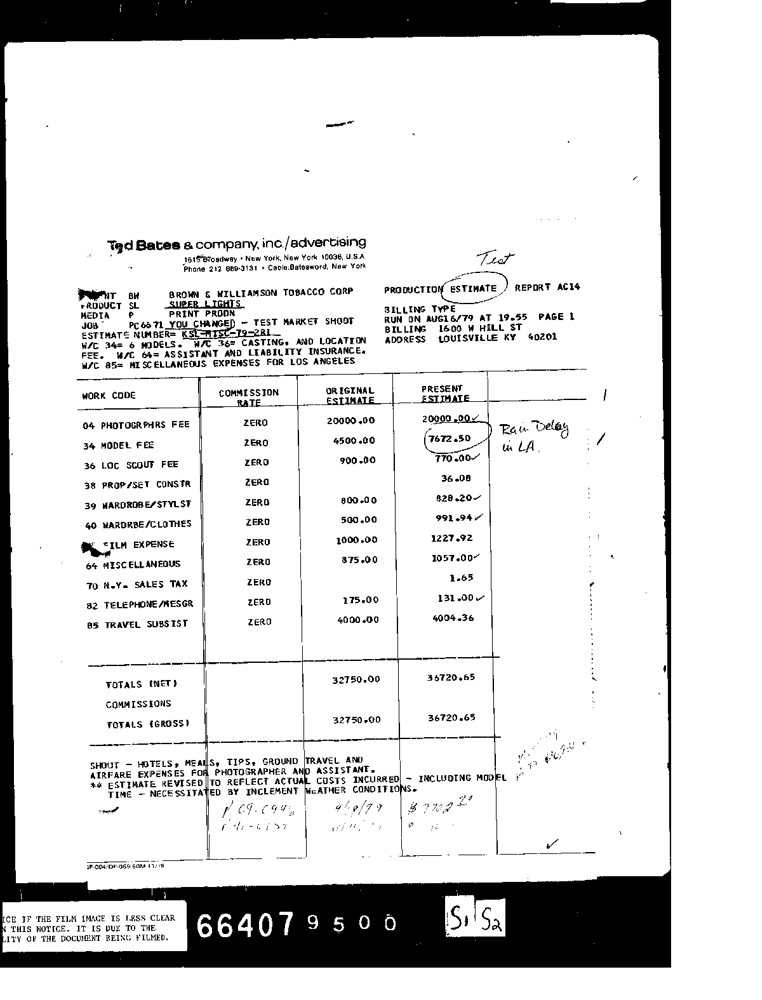 Ted Bates & company, inc./advertising
1515 Broadway • New York, New York 10036, U.S.A.
Phone 212 869-3131 • Cable: Batesword, New York
Test
PRODUCTION ESTIMATE REPORT AC14
BW BROWN & WILLIAMSON TOBACCO CORP
PRODUCT SL SUPER LIGHTS
MEDIA P PRINT PRODN
JOB PC6671 YOU CHANGED - TEST MARKET SHOOT
ESTIMATE NUMBER= KSL-MISC-79-281
W/C 34= 6 MODELS. W/C 36= CASTING, AND LOCATION
FEE. W/C 64= ASSISTANT AND LIABILITY INSURANCE.
W/C 85= MISCELLANEOUS EXPENSES FOR LOS ANGELES
BILLING TYPE
RUN ON AUG16/79 AT 19.55 PAGE 1
BILLING 1600 W HILL ST
ADDRESS LOUISVILLE KY 40201
WORK CODE COMMISSION RATE ORIGINAL ESTIMATE PRESENT ESTIMATE
04 PHOTOGRPHRS FEE ZERO 20000.00 20000.00 ✓
34 MODEL FEE ZERO 4500.00 7672.50
Rain Delay
in LA.
36 LOC SCOUT FEE ZERO 900.00 770.00 ✓
38 PROP/SET CONSTR ZERO 36.08
39 WARDROBE/STYLST ZERO 800.00 828.20 ✓
40 WARDRBE/CLOTHES ZERO 500.00 991.94 ✓
FILM EXPENSE ZERO 1000.00 1227.92
64 MISCELLANEOUS ZERO 875.00 1057.00 ✓
70 N.Y. SALES TAX ZERO 1.65
82 TELEPHONE/MESGR ZERO 175.00 131.00 ✓
85 TRAVEL SUBSIST ZERO 4000.00 4004.36
TOTALS (NET) 32750.00 36720.65
COMMISSIONS
TOTALS (GROSS) 32750.00 36720.65
SHOOT - HOTELS, MEALS, TIPS, GROUND TRAVEL AND
AIRFARE EXPENSES FOR PHOTOGRAPHER AND ASSISTANT.
** ESTIMATE REVISED TO REFLECT ACTUAL COSTS INCURRED - INCLUDING MODEL
TIME - NECESSITATED BY INCLEMENT WEATHER CONDITIONS.
ICE IF THE FILM IMAGE IS LESS CLEAR
N THIS NOTICE. IT IS DUE TO THE
LITY OF THE DOCUMENT BEING FILMED.
664079500
S1 S2